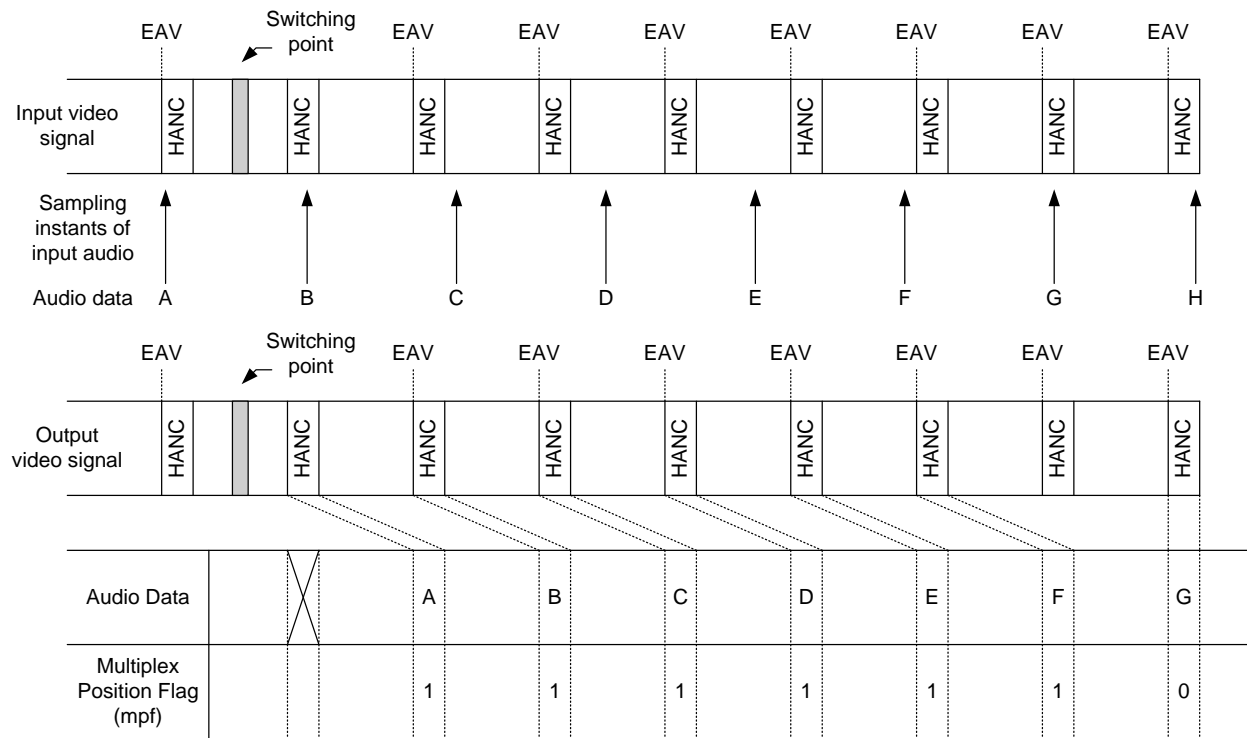 Switching
point
EAV EAV EAV EAV EAV EAV EAV EAV
Input video
signal
HANC HANC HANC HANC HANC HANC HANC HANC HANC
Sampling
instants of
input audio
Audio data A B C D E F G H
Switching
point
EAV EAV EAV EAV EAV EAV EAV EAV
Output
video signal
HANC HANC HANC HANC HANC HANC HANC HANC HANC
Audio Data A B C D E F G
Multiplex
Position Flag
(mpf)
1 1 1 1 1 1 0